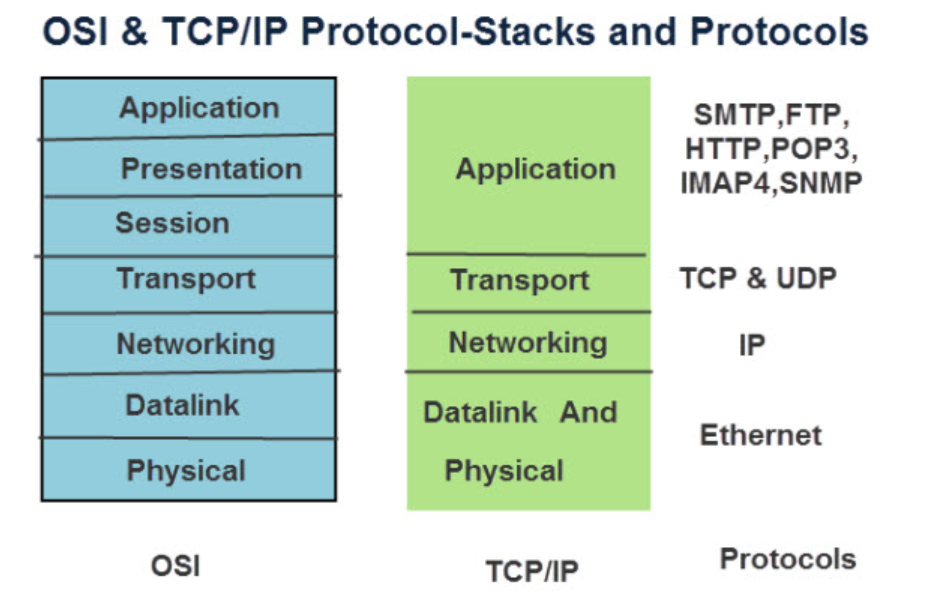 OSI & TCP/IP Protocol-Stacks and Protocols
Application
Presentation
Session
Transport
Networking
Datalink
Physical
OSI
Application
Transport
Networking
Datalink And
Physical
TCP/IP
SMTP,FTP,
HTTP,POP3,
IMAP4,SNMP
TCP & UDP
IP
Ethernet
Protocols